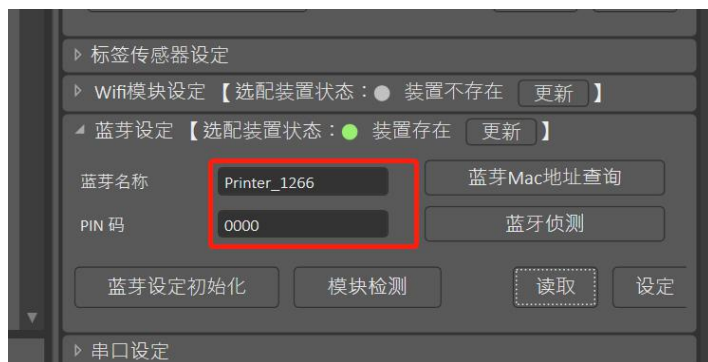 标签传感器设定
Wifi模块设定 【选配装置状态：● 装置不存在 更新 】
蓝芽设定 【选配装置状态：● 装置存在 更新 】
蓝芽名称 Printer_1266 蓝芽Mac地址查询
PIN 码 0000 蓝牙侦测
蓝芽设定初始化 模块检测 读取 设定
串口设定